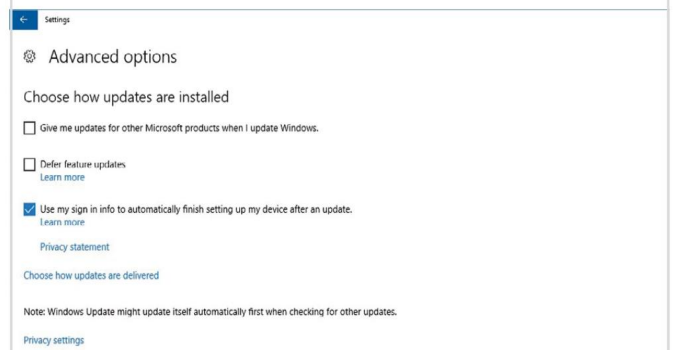 Settings
Advanced options
Choose how updates are installed
Give me updates for other Microsoft products when I update Windows.
Defer feature updates
Learn more
Use my sign in info to automatically finish setting up my device after an update.
Learn more
Privacy statement
Choose how updates are delivered
Note: Windows Update might update itself automatically first when checking for other updates.
Privacy settings